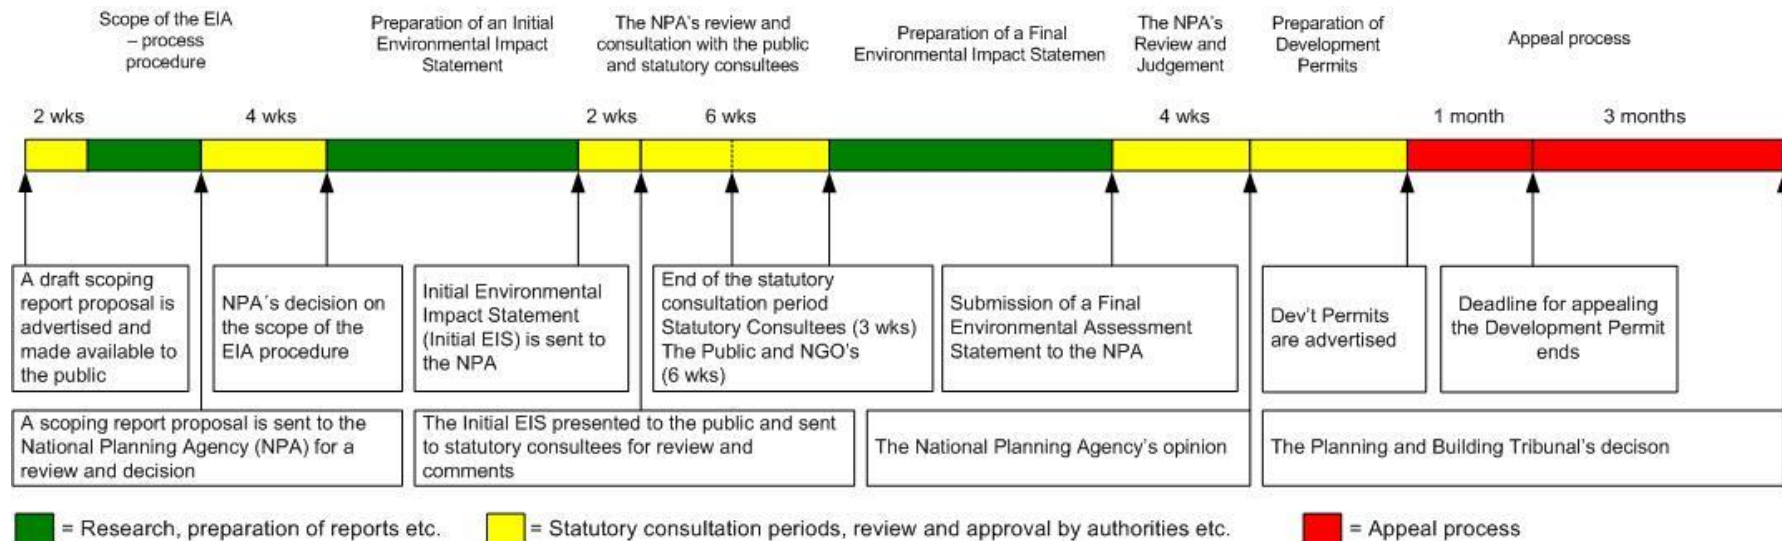 Scope of the EIA
– process
procedure
Preparation of an Initial
Environmental Impact
Statement
The NPA's review and
consultation with the public
and statutory consultees
Preparation of a Final
Environmental Impact Statemen
The NPA's
Review and
Judgement
Preparation of
Development
Permits
Appeal process
2 wks
4 wks
2 wks
6 wks
4 wks
1 month
3 months
A draft scoping
report proposal is
advertised and
made available to
the public
NPA´s decision on
the scope of the
EIA procedure
Initial Environmental
Impact Statement
(Initial EIS) is sent to
the NPA
End of the statutory
consultation period
Statutory Consultees (3 wks)
The Public and NGO's
(6 wks)
Submission of a Final
Environmental Assessment
Statement to the NPA
Dev't Permits
are advertised
Deadline for appealing
the Development Permit
ends
A scoping report proposal is sent to the
National Planning Agency (NPA) for a
review and decision
The Initial EIS presented to the public and sent
to statutory consultees for review and
comments
The National Planning Agency's opinion
The Planning and Building Tribunal's decison
= Research, preparation of reports etc.
= Statutory consultation periods, review and approval by authorities etc.
= Appeal process